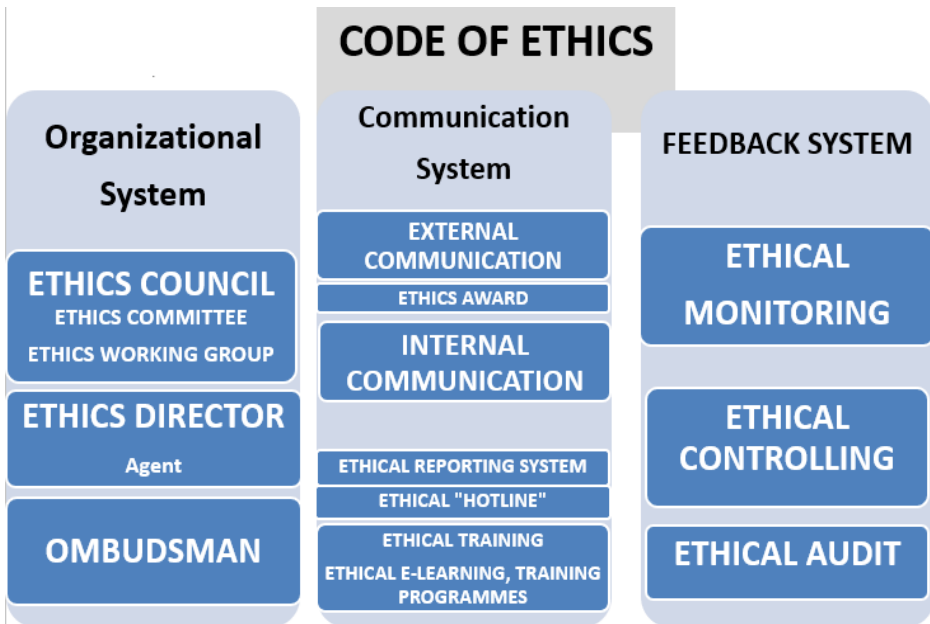 CODE OF ETHICS
Organizational
System
ETHICS COUNCIL
ETHICS COMMITTEE
ETHICS WORKING GROUP
ETHICS DIRECTOR
Agent
OMBUDSMAN
Communication
System
EXTERNAL
COMMUNICATION
ETHICS AWARD
INTERNAL
COMMUNICATION
ETHICAL REPORTING SYSTEM
ETHICAL "HOTLINE"
ETHICAL TRAINING
ETHICAL E-LEARNING, TRAINING
PROGRAMMES
FEEDBACK SYSTEM
ETHICAL
MONITORING
ETHICAL
CONTROLLING
ETHICAL AUDIT